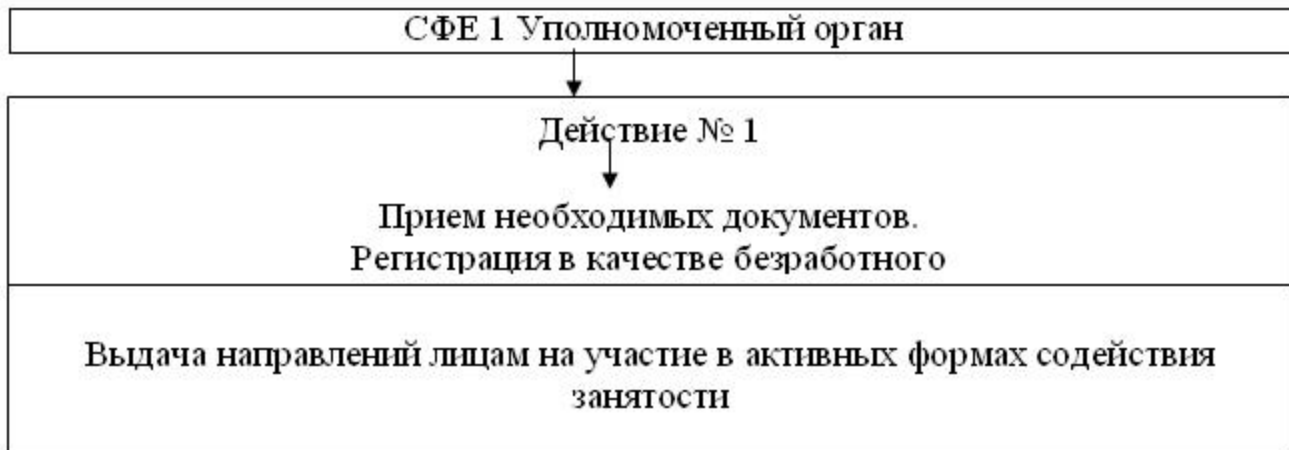 СФЕ 1 Уполномоченный орган
Действие № 1
Прием необходимых документов.
Регистрация в качестве безработного
Выдача направлений лицам на участие в активных формах содействия
занятости